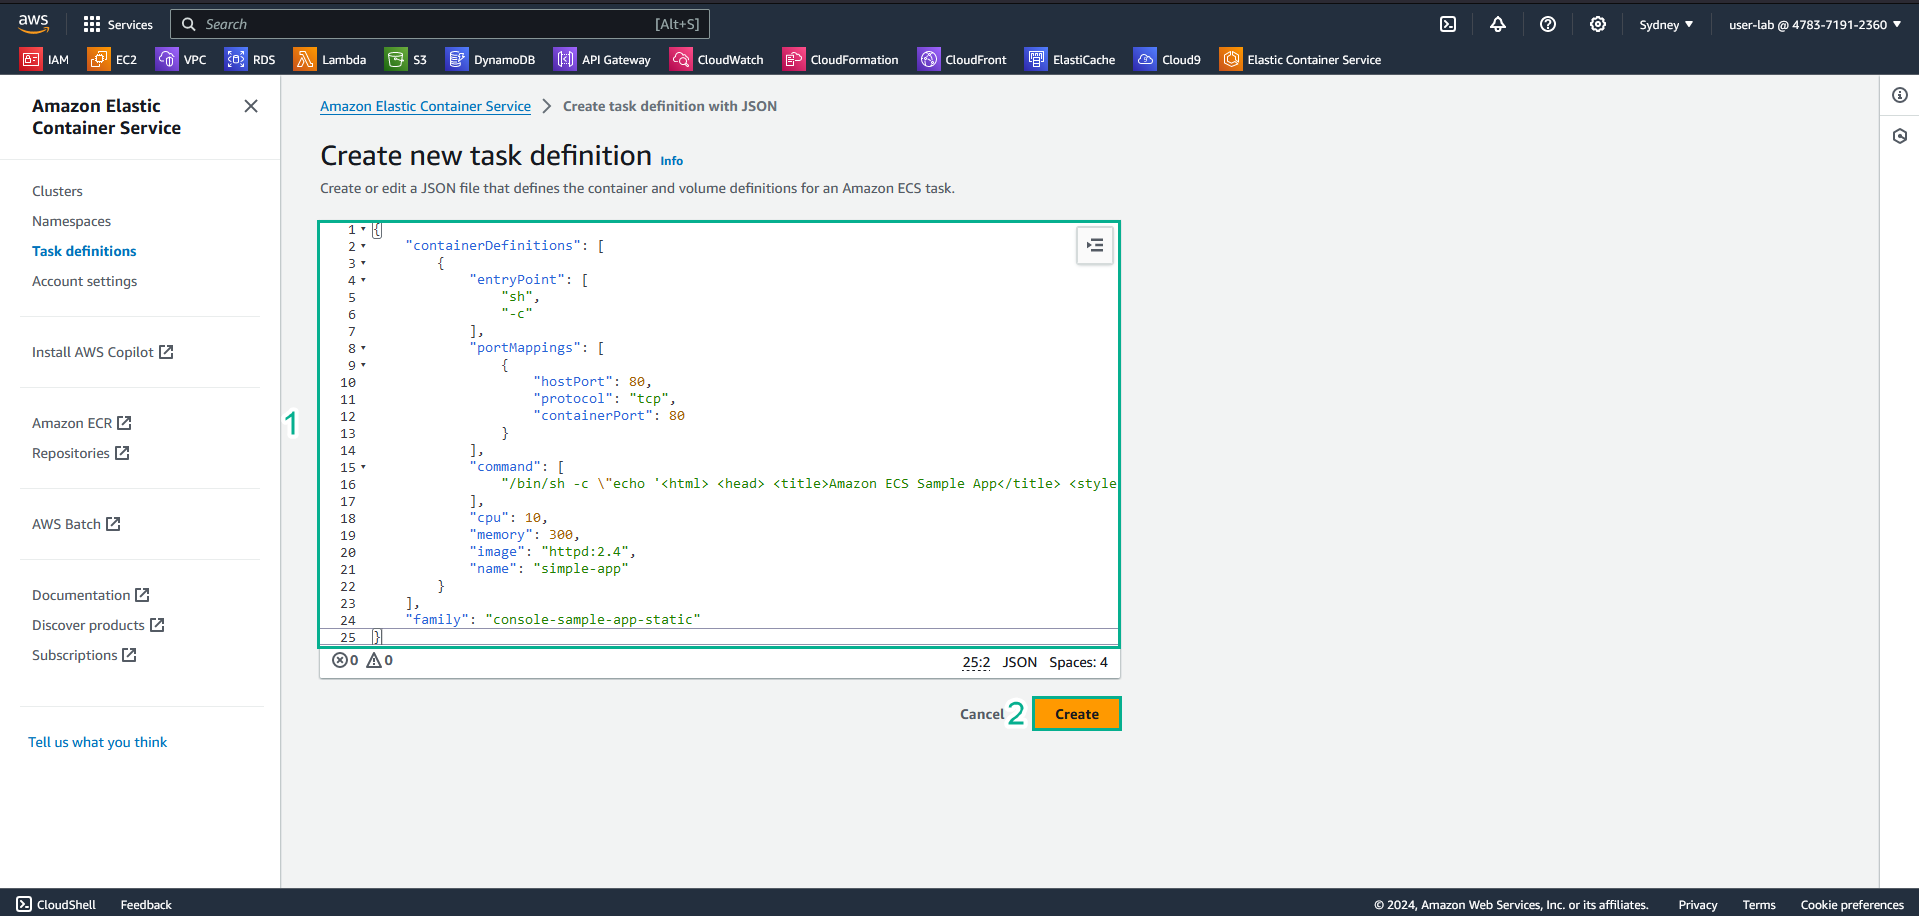 aws Services Search [Alt+S] Sydney user-lab @ 4783-7191-2360
IAM EC2 VPC RDS Lambda S3 DynamoDB API Gateway CloudWatch CloudFormation CloudFront ElastiCache Cloud9 Elastic Container Service
Amazon Elastic
Container Service
Clusters
Namespaces
Task definitions
Account settings
Install AWS Copilot
Amazon ECR
Repositories
AWS Batch
Documentation
Discover products
Subscriptions
Tell us what you think
Amazon Elastic Container Service > Create task definition with JSON
Create new task definition Info
Create or edit a JSON file that defines the container and volume definitions for an Amazon ECS task.
1
1 {
2 "containerDefinitions": [
3 {
4 "entryPoint": [
5 "sh",
6 "-c"
7 ],
8 "portMappings": [
9 {
10 "hostPort": 80,
11 "protocol": "tcp",
12 "containerPort": 80
13 }
14 ],
15 "command": [
16 "/bin/sh -c \"echo '<html> <head> <title>Amazon ECS Sample App</title> <style
17 ],
18 "cpu": 10,
19 "memory": 300,
20 "image": "httpd:2.4",
21 "name": "simple-app"
22 }
23 ],
24 "family": "console-sample-app-static"
25 }
0 0 25:2 JSON Spaces: 4
Cancel 2 Create
CloudShell Feedback © 2024, Amazon Web Services, Inc. or its affiliates. Privacy Terms Cookie preferences